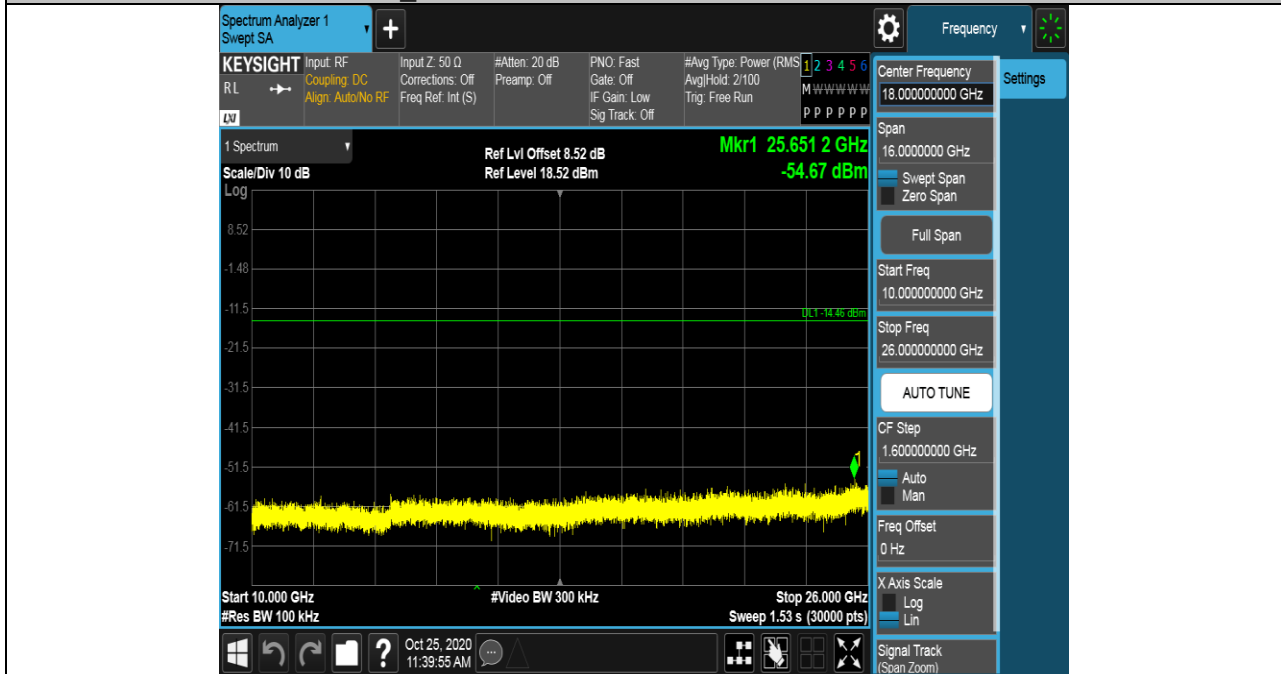 Spectrum Analyzer 1
Swept SA
+
Frequency
KEYSIGHT
RL
LXI
Input: RF
Coupling: DC
Align: Auto/No RF
Input Z: 50 Ω
Corrections: Off
Freq Ref: Int (S)
#Atten: 20 dB
Preamp: Off
PNO: Fast
Gate: Off
IF Gain: Low
Sig Track: Off
#Avg Type: Power (RMS
Avg|Hold: 2/100
Trig: Free Run
1 2 3 4 5 6
M W W W W W
P P P P P P
1 Spectrum
Scale/Div 10 dB
Log
Ref Lvl Offset 8.52 dB
Ref Level 18.52 dBm
Mkr1 25.651 2 GHz
-54.67 dBm
8.52
-1.48
-11.5
DL1 -14.46 dBm
-21.5
-31.5
-41.5
-51.5
1
-61.5
-71.5
Start 10.000 GHz
#Res BW 100 kHz
#Video BW 300 kHz
Stop 26.000 GHz
Sweep 1.53 s (30000 pts)
?
Oct 25, 2020
11:39:55 AM
Center Frequency
18.000000000 GHz
Settings
Span
16.0000000 GHz
Swept Span
Zero Span
Full Span
Start Freq
10.000000000 GHz
Stop Freq
26.000000000 GHz
AUTO TUNE
CF Step
1.600000000 GHz
Auto
Man
Freq Offset
0 Hz
X Axis Scale
Log
Lin
Signal Track
(Span Zoom)